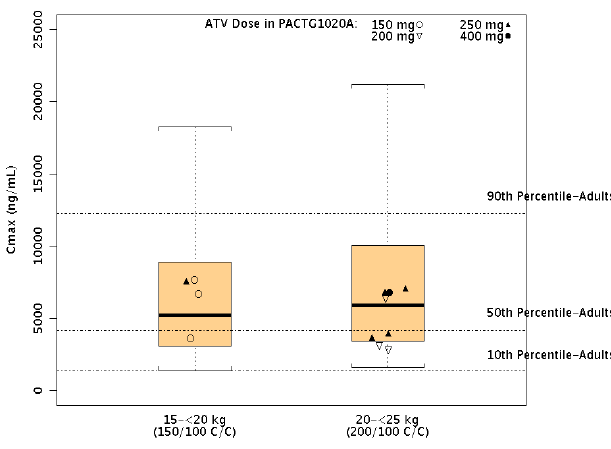 ATV Dose in PACTG1020A: 150 mg 250 mg
200 mg 400 mg
Cmax (ng/mL)
25000
20000
15000
10000
5000
0
90th Percentile-Adults
50th Percentile-Adults
10th Percentile-Adults
15-<20 kg 20-<25 kg
(150/100 C/C) (200/100 C/C)